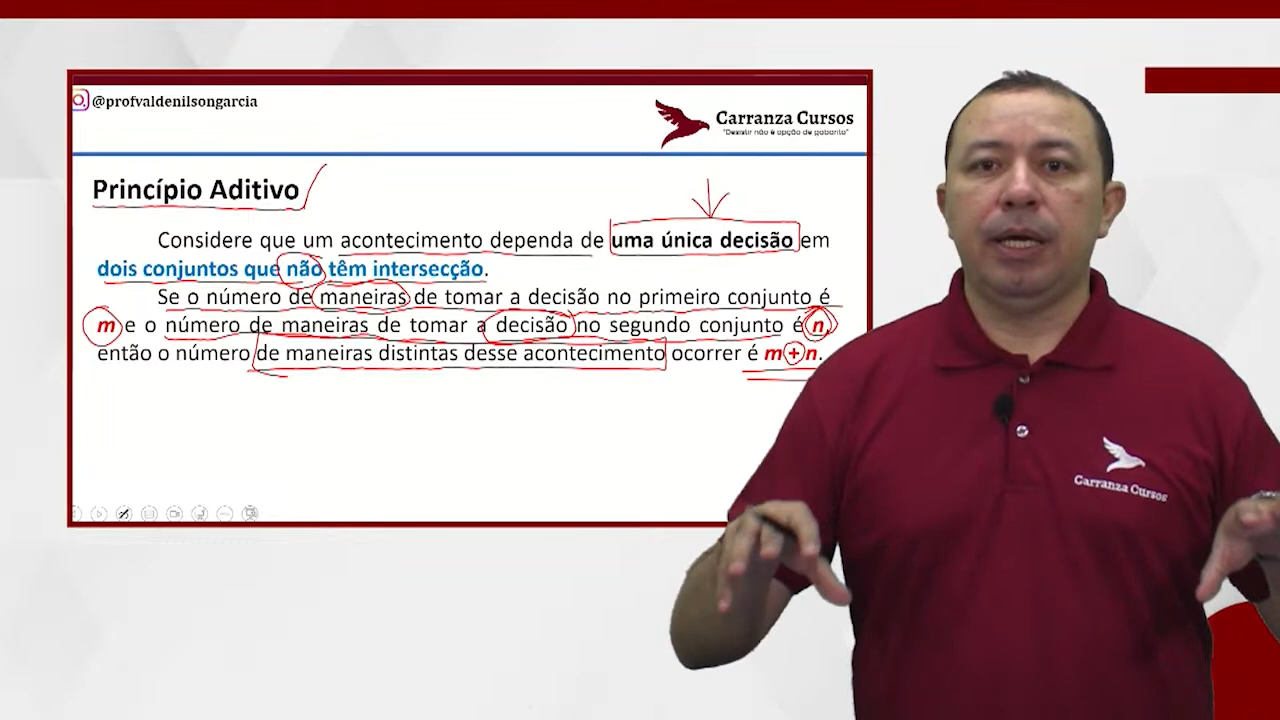 @profvaldenilsongarcia
Carranza Cursos
"Desistir não é opção de gabarito"
Princípio Aditivo
Considere que um acontecimento dependa de uma única decisão em
dois conjuntos que não têm intersecção.
Se o número de maneiras de tomar a decisão no primeiro conjunto é
m e o número de maneiras de tomar a decisão no segundo conjunto é n,
então o número de maneiras distintas desse acontecimento ocorrer é m + n.
Carranza Cursos